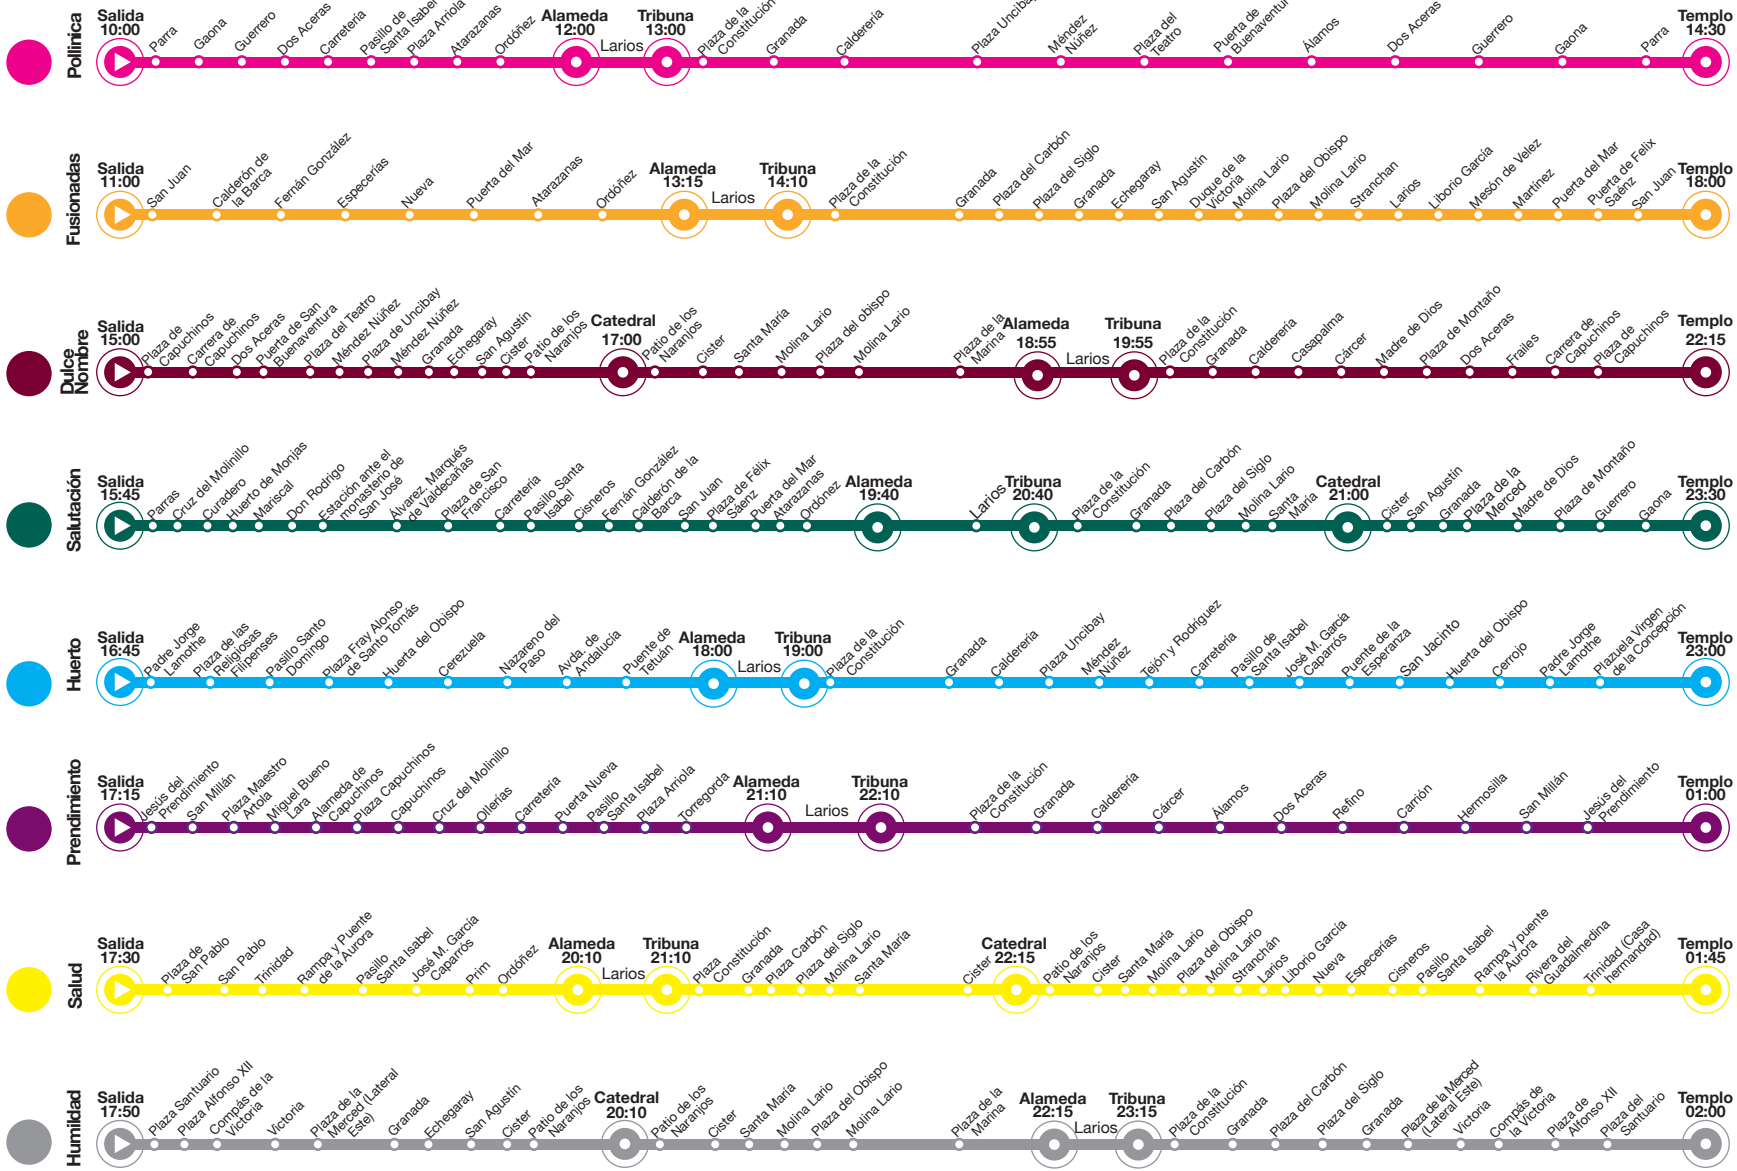 Pollinica
Salida
10:00
Parra
Gaona
Guerrero
Dos Aceras
Carretería
Pasillo de
Santa Isabel
Plaza Arriola
Atarazanas
Ordóñez
Alameda
12:00
Larios
Tribuna
13:00
Plaza de la
Constitución
Granada
Calderería
Plaza Uncibay
Méndez
Núñez
Plaza del
Teatro
Puerta de
Buenaventura
Álamos
Dos Aceras
Guerrero
Gaona
Parra
Templo
14:30
Fusionadas
Salida
11:00
San Juan
Calderón de
la Barca
Fernán González
Especerías
Nueva
Puerta del Mar
Atarazanas
Ordóñez
Alameda
13:15
Larios
Tribuna
14:10
Plaza de la
Constitución
Granada
Plaza del Carbón
Plaza del Siglo
Granada
Echegaray
San Agustín
Duque de la
Victoria
Molina Lario
Plaza del Obispo
Molina Lario
Stranchan
Larios
Liborio García
Mesón de Velez
Martínez
Puerta del Mar
Puerta de Felix
Saénz
San Juan
Templo
18:00
Dulce
Nombre
Salida
15:00
Plaza de
Capuchinos
Carrera de
Capuchinos
Dos Aceras
Puerta de San
Buenaventura
Plaza del Teatro
Méndez Núñez
Plaza de Uncibay
Méndez Núñez
Granada
Echegaray
San Agustín
Cister
Patio de los
Naranjos
Catedral
17:00
Patio de los
Naranjos
Cister
Santa María
Molina Lario
Plaza del obispo
Molina Lario
Plaza de la
Marina
Alameda
18:55
Larios
Tribuna
19:55
Plaza de la
Constitución
Granada
Calderería
Casapalma
Cárcer
Madre de Dios
Plaza de Montaño
Dos Aceras
Frailes
Carrera de
Capuchinos
Plaza de
Capuchinos
Templo
22:15
Salutación
Salida
15:45
Parras
Cruz del Molinillo
Curadero
Huerto de Monjas
Mariscal
Don Rodrigo
Estación ante el
monasterio de
San José
Álvarez. Marqués
de Valdecañas
Plaza de San
Francisco
Carretería
Pasillo Santa
Isabel
Cisneros
Fernán González
Calderón de la
Barca
San Juan
Plaza de Félix
Sáenz
Puerta del Mar
Atarazanas
Ordónez
Alameda
19:40
Larios
Tribuna
20:40
Plaza de la
Constitución
Granada
Plaza del Carbón
Plaza del Siglo
Molina Lario
Santa
María
Catedral
21:00
Cister
San Agustín
Granada
Plaza de la
Merced
Madre de Dios
Plaza de Montaño
Guerrero
Gaona
Templo
23:30
Huerto
Salida
16:45
Padre Jorge
Lamothe
Plaza de las
Religiosas
Filipenses
Pasillo Santo
Domingo
Plaza Fray Alonso
de Santo Tomás
Huerta del Obispo
Cerezuela
Nazareno del
Paso
Avda. de
Andalucía
Puente de
Tetuán
Alameda
18:00
Larios
Tribuna
19:00
Plaza de la
Constitución
Granada
Calderería
Plaza Uncibay
Méndez
Núñez
Tejón y Rodríguez
Carretería
Pasillo de
Santa Isabel
José M. García
Caparrós
Puente de la
Esperanza
San Jacinto
Huerta del Obispo
Cerrojo
Padre Jorge
Lamothe
Plazuela Virgen
de la Concepción
Templo
23:00
Prendimiento
Salida
17:15
Jesús del
Prendimiento
San Millán
Plaza Maestro
Artola
Miguel Bueno
Lara
Alameda de
Capuchinos
Plaza Capuchinos
Capuchinos
Cruz del Molinillo
Ollerías
Carretería
Puerta Nueva
Pasillo
Santa Isabel
Plaza Arriola
Torregorda
Alameda
21:10
Larios
Tribuna
22:10
Plaza de la
Constitución
Granada
Calderería
Cárcer
Álamos
Dos Aceras
Refino
Carrión
Hermosilla
San Millán
Jesús del
Prendimiento
Templo
01:00
Salud
Salida
17:30
Plaza de
San Pablo
San Pablo
Trinidad
Rampa y Puente
de la Aurora
Pasillo
Santa Isabel
José M. García
Caparrós
Prim
Ordóñez
Alameda
20:10
Larios
Tribuna
21:10
Plaza
Constitución
Granada
Plaza Carbón
Plaza del Siglo
Molina Lario
Santa María
Cister
Catedral
22:15
Patio de los
Naranjos
Cister
Santa María
Molina Lario
Plaza del Obispo
Molina Lario
Stranchán
Larios
Liborio García
Nueva
Especerías
Cisneros
Pasillo
Santa Isabel
Rampa y puente
la Aurora
Rivera del
Guadalmedina
Trinidad (Casa
hermandad)
Templo
01:45
Humildad
Salida
17:50
Plaza Santuario
Plaza Alfonso XII
Compás de la
Victoria
Victoria
Plaza de la
Merced (Lateral
Este)
Granada
Echegaray
San Agustín
Cister
Patio de los
Naranjos
Catedral
20:10
Patio de los
Naranjos
Cister
Santa María
Molina Lario
Plaza del Obispo
Molina Lario
Plaza de la
Marina
Alameda
22:15
Larios
Tribuna
23:15
Plaza de la
Constitución
Granada
Plaza del Carbón
Plaza del Siglo
Granada
Plaza de la Merced
(Lateral Este)
Victoria
Compás de
la Victoria
Plaza de
Alfonso XII
Plaza del
Santuario
Templo
02:00